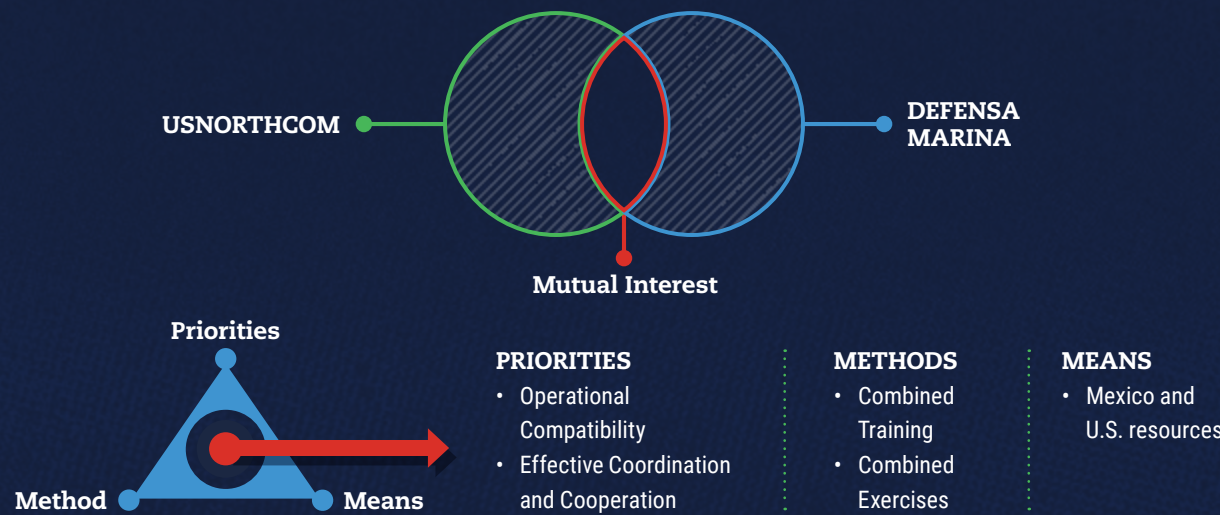 USNORTHCOM
DEFENSA
MARINA
Mutual Interest
Priorities
Method
Means
PRIORITIES
• Operational
Compatibility
• Effective Coordination
and Cooperation
METHODS
• Combined
Training
• Combined
Exercises
MEANS
• Mexico and
U.S. resources